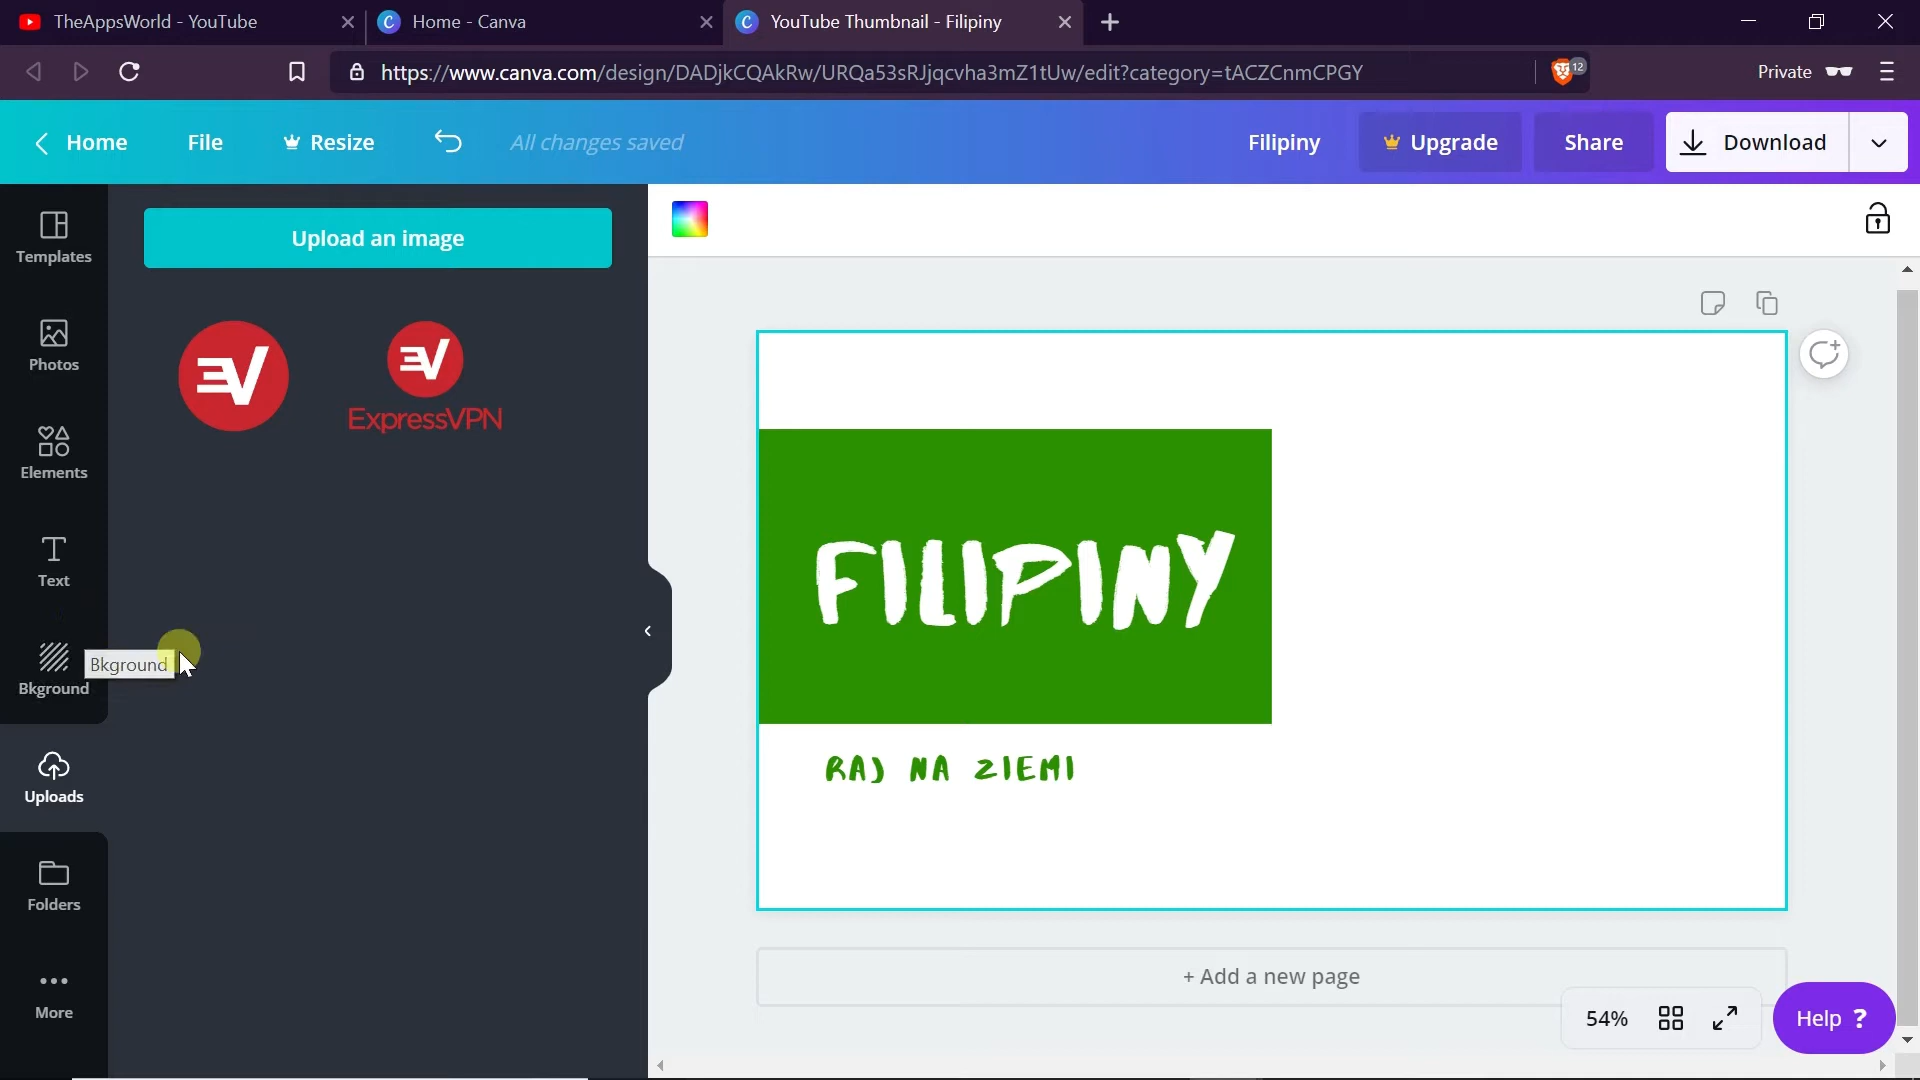 TheAppsWorld - YouTube
Home - Canva
YouTube Thumbnail - Filipiny
https://www.canva.com/design/DADjkCQAkRw/URQa53sRJjqcvha3mZ1tUw/edit?category=tACZCnmCPGY
12
Private
Home
File
Resize
All changes saved
Filipiny
Upgrade
Share
Download
Templates
Photos
Elements
Text
Bkground
Uploads
Folders
More
Upload an image
ExpressVPN
Bkground
FILIPINY
RAJ NA ZIEMI
+ Add a new page
54%
Help ?